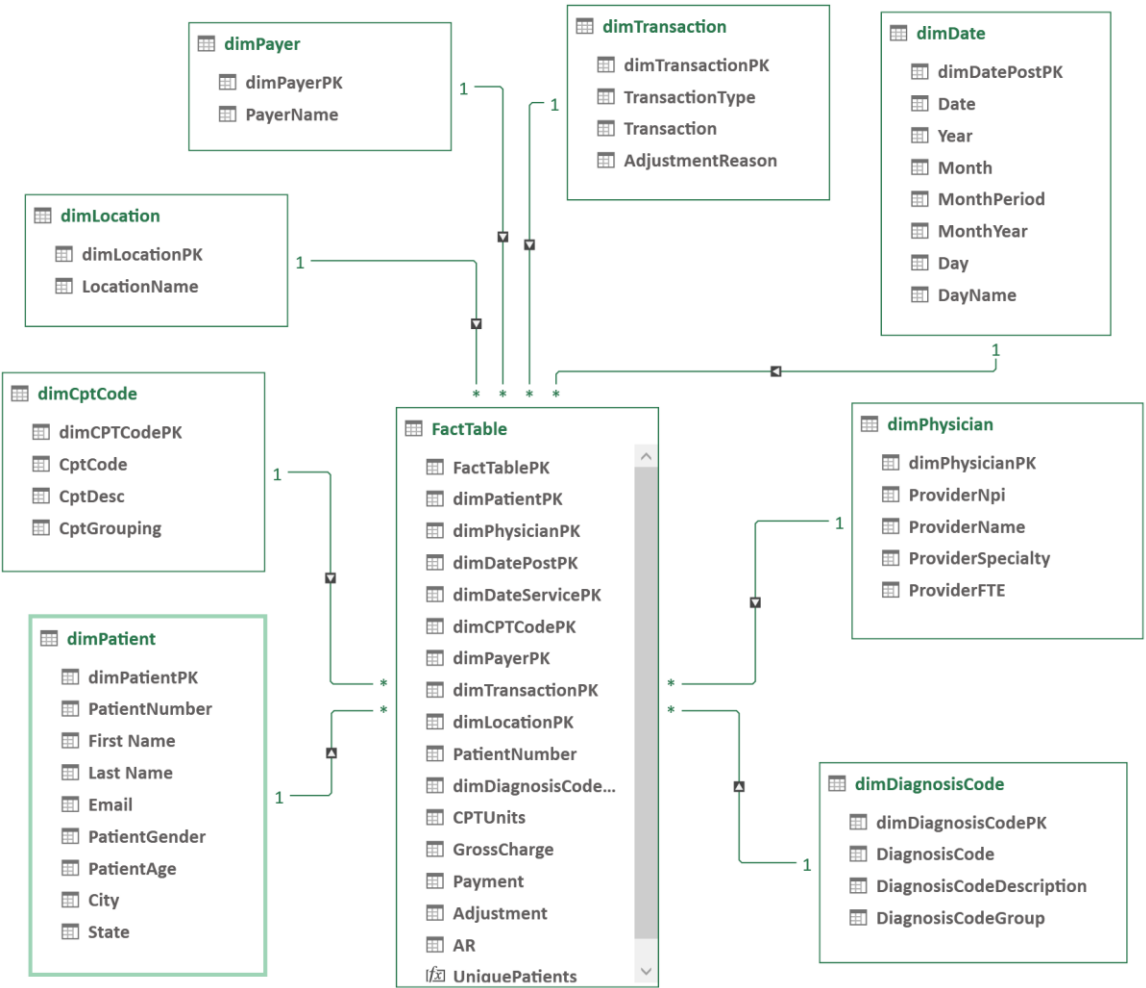 dimPayer
dimPayerPK
PayerName
1
dimTransaction
dimTransactionPK
TransactionType
Transaction
AdjustmentReason
1
dimDate
dimDatePostPK
Date
Year
Month
MonthPeriod
MonthYear
Day
DayName
1
dimLocation
dimLocationPK
LocationName
1
* * * *
dimCptCode
dimCPTCodePK
CptCode
CptDesc
CptGrouping
1
*
dimPatient
dimPatientPK
PatientNumber
First Name
Last Name
Email
PatientGender
PatientAge
City
State
1
*
FactTable
FactTablePK
dimPatientPK
dimPhysicianPK
dimDatePostPK
dimDateServicePK
dimCPTCodePK
dimPayerPK
dimTransactionPK
dimLocationPK
PatientNumber
dimDiagnosisCode...
CPTUnits
GrossCharge
Payment
Adjustment
AR
fx UniquePatients
dimPhysician
dimPhysicianPK
ProviderNpi
ProviderName
ProviderSpecialty
ProviderFTE
1
*
dimDiagnosisCode
dimDiagnosisCodePK
DiagnosisCode
DiagnosisCodeDescription
DiagnosisCodeGroup
1
*